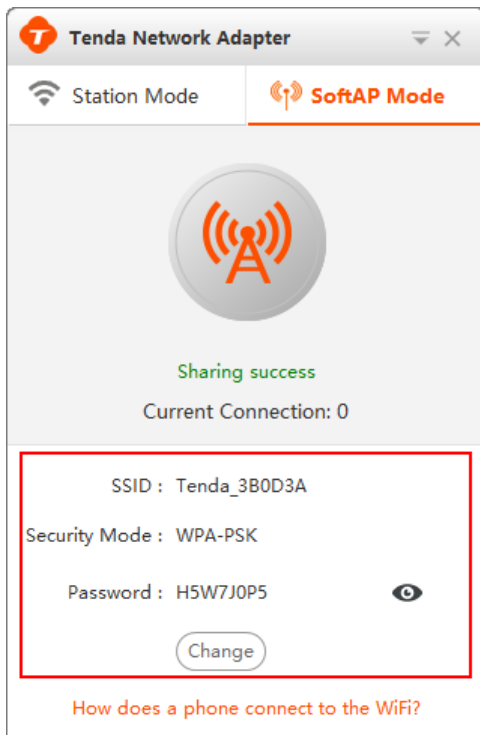 Tenda Network Adapter
Station Mode
SoftAP Mode
Sharing success
Current Connection: 0
SSID : Tenda_3B0D3A
Security Mode : WPA-PSK
Password : H5W7J0P5
Change
How does a phone connect to the WiFi?